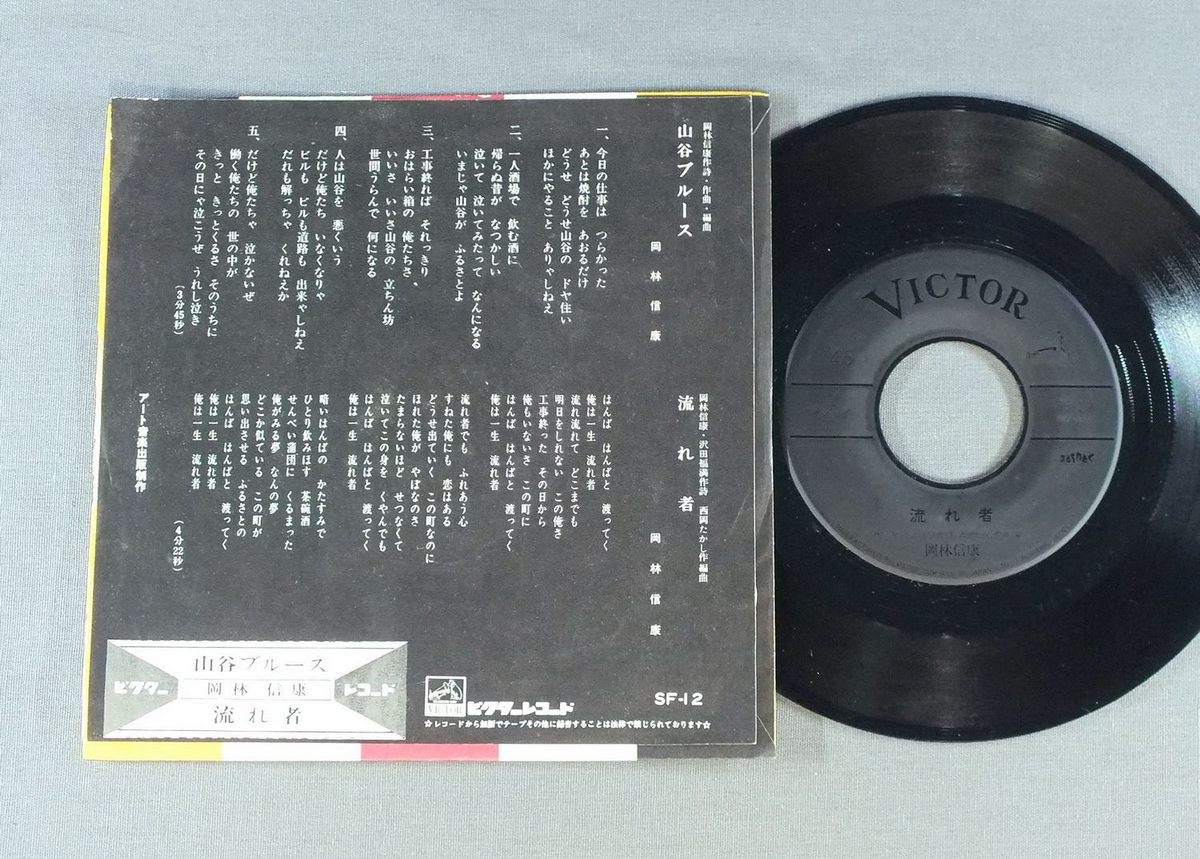 岡林信康作詩・作曲・編曲
山谷ブルース
岡林信康
一、今日の仕事は つらかった
あとは焼酎を あおるだけ
どうせ どうせ山谷の ドヤ住い
ほかにやること ありゃしねえ
二、一人酒場で 飲む酒に
帰らぬ昔が なつかしい
泣いて 泣いてみたって なんになる
いまじゃ山谷が ふるさとよ
三、工事終れば それっきり
おはらい箱の 俺たちさ、
いいさ いいさ山谷の 立ちん坊
世間うらんで 何になる
四、人は山谷を 悪くいう
だけど俺たち いなくなりゃ
ビルも ビルも道路も 出来ゃしねえ
だれも解っちゃ くれねえか
五、だけど俺たちゃ 泣かないぜ
働く俺たちの 世の中が
きっと きっとくるさ そのうちに
その日にゃ泣こうぜ うれし泣き
(3分45秒)
岡林信康・沢田福満作詩 西岡たかし作編曲
流れ者
岡林信康
はんば はんばと 渡ってく
俺は一生 流れ者
流れ流れて どこまでも
明日をしれない この俺さ
工事終った その日から
俺もいないさ この町に
はんば はんばと 渡ってく
俺は一生 流れ者
流れ者でも ふれあう心
すねた俺にも 恋はある
どうせ出ていく この町なのに
ほれた俺が やぼなのさ
たまらないほど せつなくて
泣いてこの身を くやんでも
はんば はんばと 渡ってく
俺は一生 流れ者
暗いはんばの かたすみで
ひとり飲みほす 茶碗酒
せんべい蒲団に くるまった
俺がみる夢 なんの夢
どこか似ている この町が
思い出させる ふるさとの
はんば はんばと 渡ってく
俺は一生 流れ者
俺は一生 流れ者
(4分22秒)
アート音楽出版制作
山谷ブルース
ビクター 岡林信康 レコード
流れ者
VICTOR ビクターレコード
SF-12
☆レコードから無断でテープその他に録音することは法律で禁じられております☆
VICTOR
45
流れ者
岡林信康